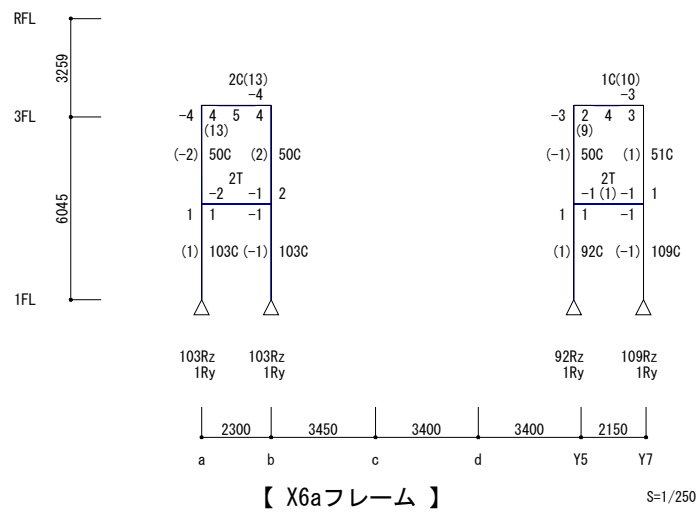 RFL
3259
2C(13) 1C(10)
-4 -3
3FL -4 4 5 4 -3 2 4 3
(13) (9)
(-2) 50C (2) 50C (-1) 50C (1) 51C
2T 2T
-2 -1 2 -1 (1) -1 1
6045
1 1 -1 1 1 -1
(1) 103C (-1) 103C (1) 92C (-1) 109C
1FL
103Rz 103Rz 92Rz 109Rz
1Ry 1Ry 1Ry 1Ry
2300 3450 3400 3400 2150
a b c d Y5 Y7
【 X6aフレーム 】 S=1/250